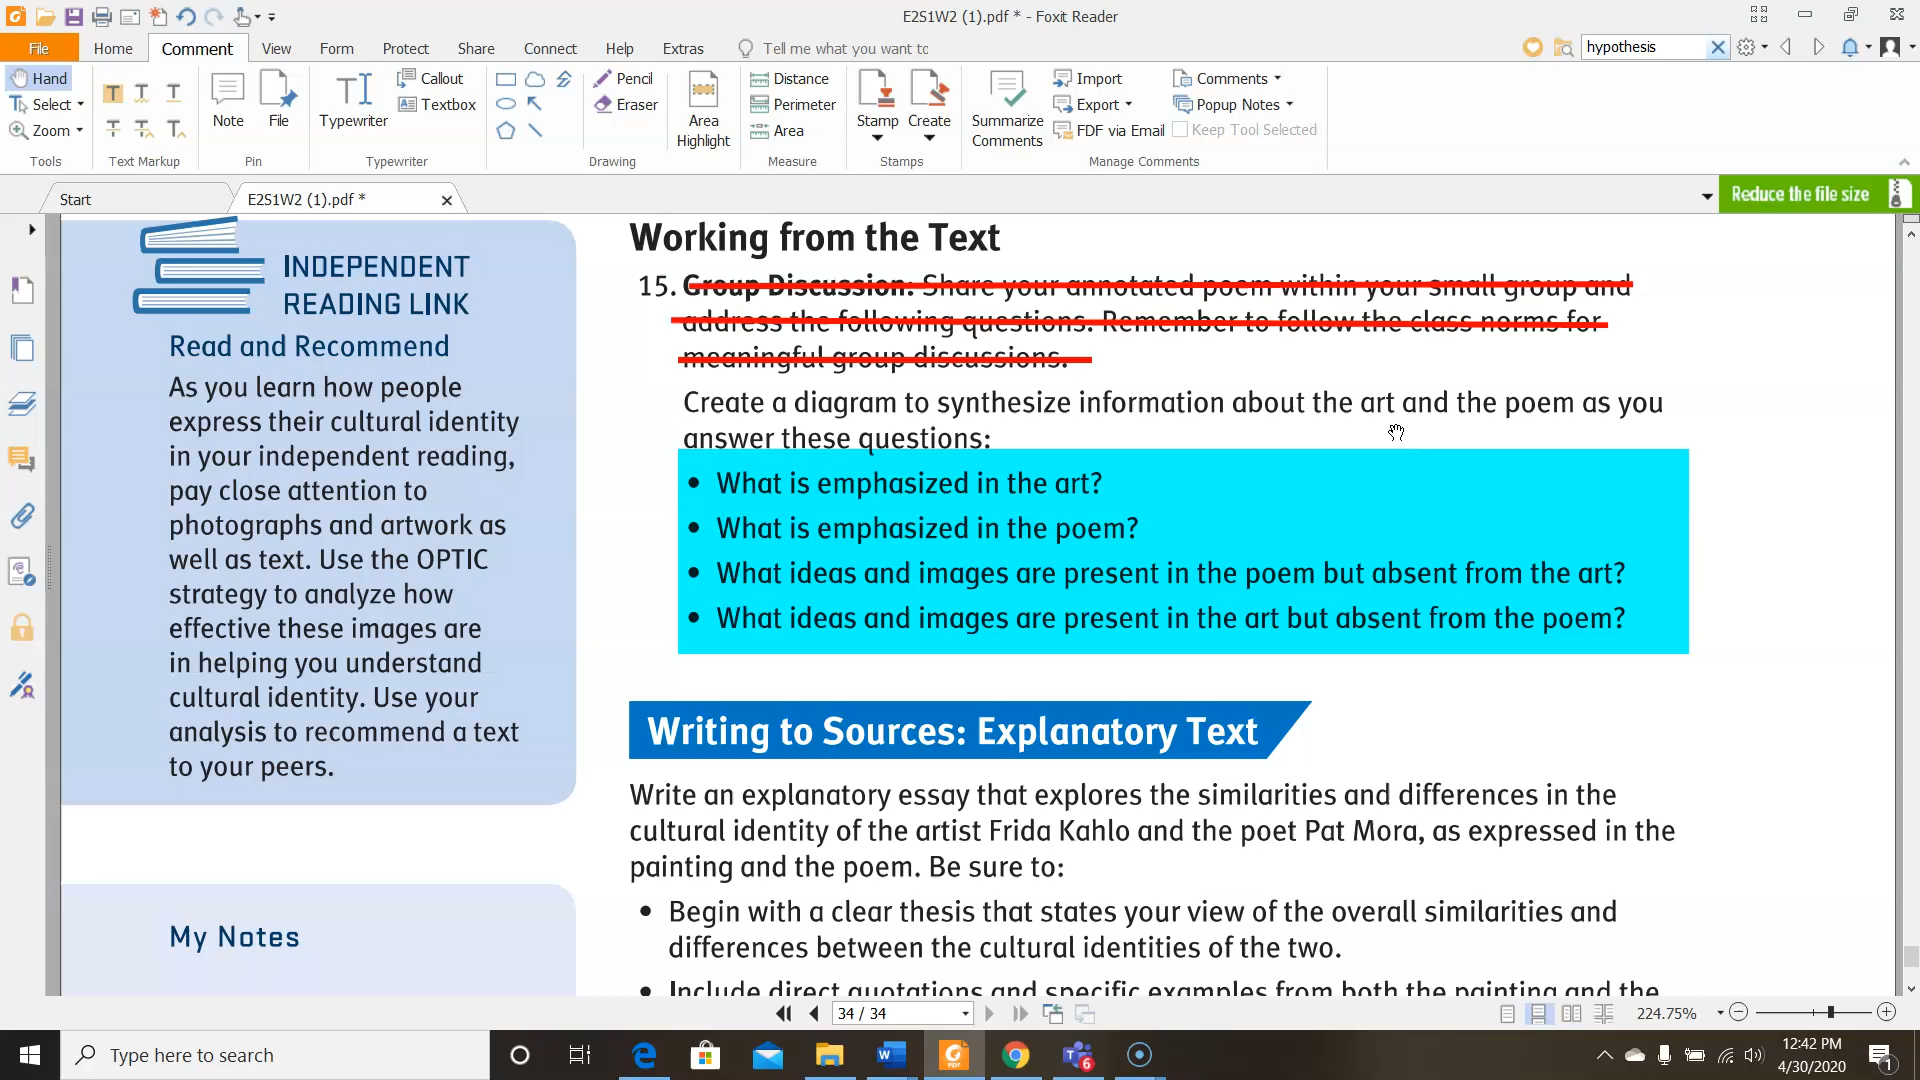 E2S1W2 (1).pdf * - Foxit Reader
File Home Comment View Form Protect Share Connect Help Extras Tell me what you want to hypothesis
Hand
Select
Zoom
Tools
Text Markup
Note
File
Pin
Typewriter
Callout
Textbox
Typewriter
Pencil
Eraser
Area
Highlight
Drawing
Distance
Perimeter
Area
Measure
Stamp
Create
Stamps
Summarize
Comments
Import
Export
FDF via Email
Comments
Popup Notes
Keep Tool Selected
Manage Comments
Start
E2S1W2 (1).pdf *
Reduce the file size
INDEPENDENT
READING LINK
Read and Recommend
As you learn how people
express their cultural identity
in your independent reading,
pay close attention to
photographs and artwork as
well as text. Use the OPTIC
strategy to analyze how
effective these images are
in helping you understand
cultural identity. Use your
analysis to recommend a text
to your peers.
My Notes
Working from the Text
15. Group Discussion: Share your annotated poem within your small group and
address the following questions. Remember to follow the class norms for
meaningful group discussions.
Create a diagram to synthesize information about the art and the poem as you
answer these questions:
• What is emphasized in the art?
• What is emphasized in the poem?
• What ideas and images are present in the poem but absent from the art?
• What ideas and images are present in the art but absent from the poem?
Writing to Sources: Explanatory Text
Write an explanatory essay that explores the similarities and differences in the
cultural identity of the artist Frida Kahlo and the poet Pat Mora, as expressed in the
painting and the poem. Be sure to:
• Begin with a clear thesis that states your view of the overall similarities and
differences between the cultural identities of the two.
• Include direct quotations and specific examples from both the painting and the
34 / 34
224.75%
Type here to search
6
12:42 PM
4/30/2020
1